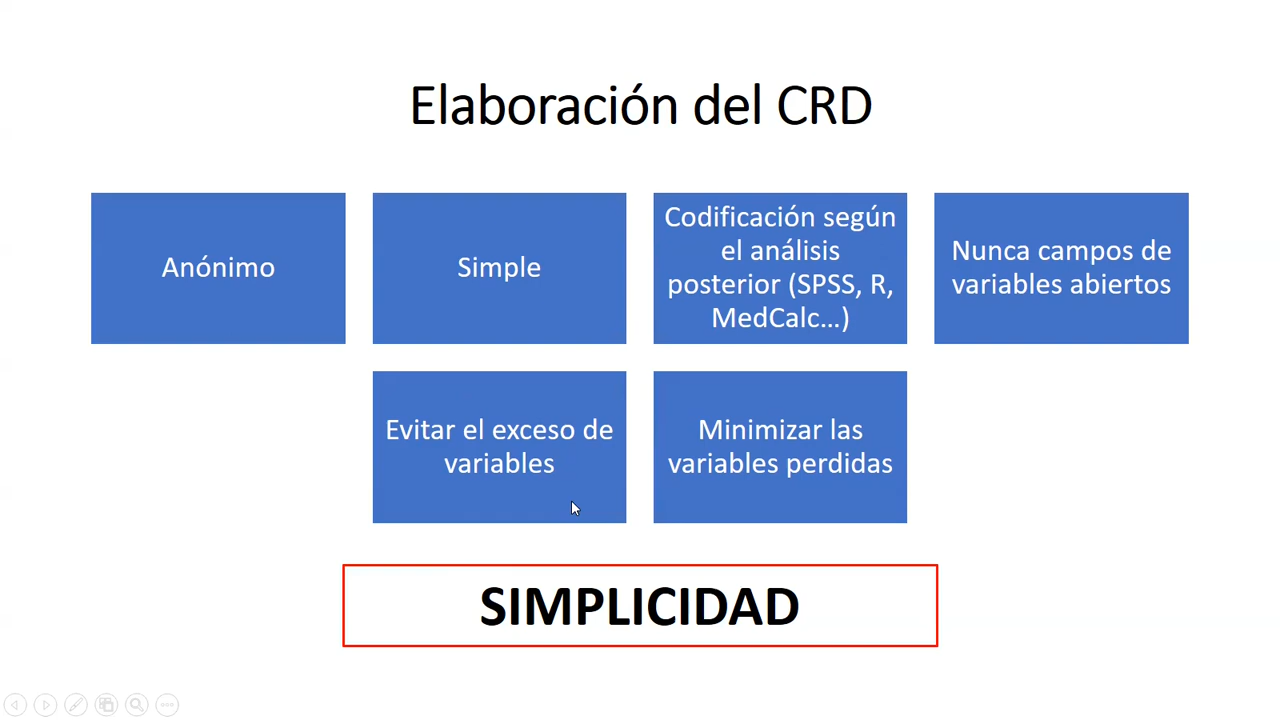 Elaboración del CRD
Anónimo
Simple
Codificación según
el análisis
posterior (SPSS, R,
MedCalc...)
Nunca campos de
variables abiertos
Evitar el exceso de
variables
Minimizar las
variables perdidas
SIMPLICIDAD